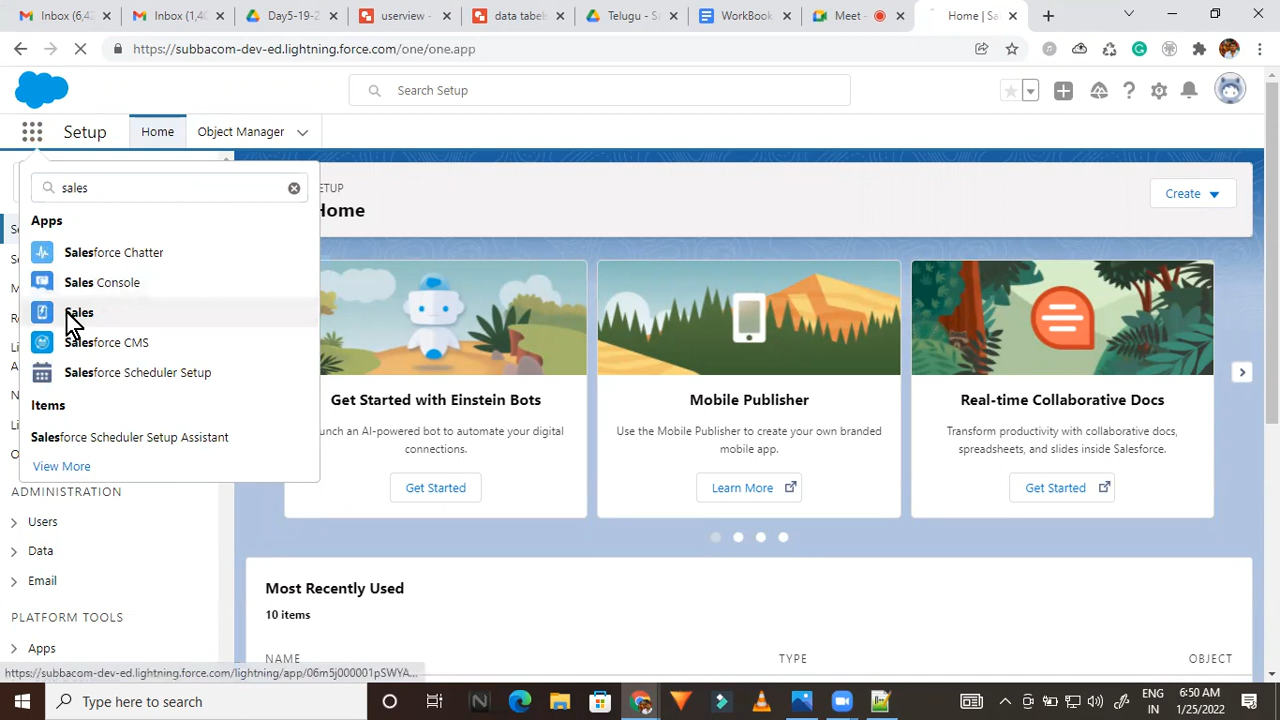 Inbox (6,42
Inbox (1,40
Day5-19-2
userview -
data tabel
Telugu - S
WorkBook
Meet -
Home | Sa
https://subbacom-dev-ed.lightning.force.com/one/one.app
Search Setup
Setup
Home
Object Manager
sales
Apps
Salesforce Chatter
Sales Console
Sales
Salesforce CMS
Salesforce Scheduler Setup
Items
Salesforce Scheduler Setup Assistant
View More
ADMINISTRATION
Users
Data
Email
PLATFORM TOOLS
Apps
ETUP
Home
Create
Get Started with Einstein Bots
unch an AI-powered bot to automate your digital
connections.
Get Started
Mobile Publisher
Use the Mobile Publisher to create your own branded
mobile app.
Learn More
Real-time Collaborative Docs
Transform productivity with collaborative docs,
spreadsheets, and slides inside Salesforce.
Get Started
Most Recently Used
10 items
NAME
TYPE
OBJECT
https://subbacom-dev-ed.lightning.force.com/lightning/app/06m5j000001pSWYA...
Type here to search
ENG
IN
6:50 AM
1/25/2022